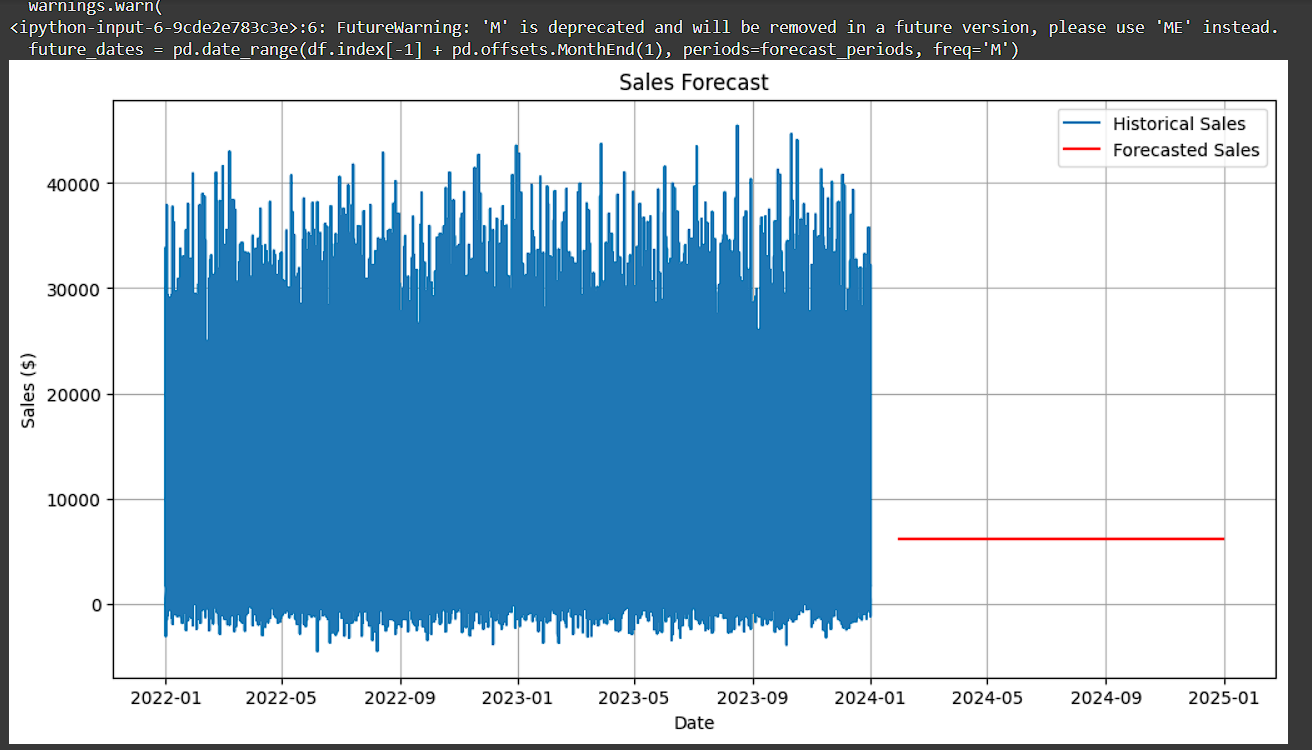 warnings.warn(
<ipython-input-6-9cde2e783c3e>:6: FutureWarning: 'M' is deprecated and will be removed in a future version, please use 'ME' instead.
future_dates = pd.date_range(df.index[-1] + pd.offsets.MonthEnd(1), periods=forecast_periods, freq='M')
Sales Forecast
Historical Sales
Forecasted Sales
40000
30000
20000
10000
0
Sales ($)
2022-01 2022-05 2022-09 2023-01 2023-05 2023-09 2024-01 2024-05 2024-09 2025-01
Date